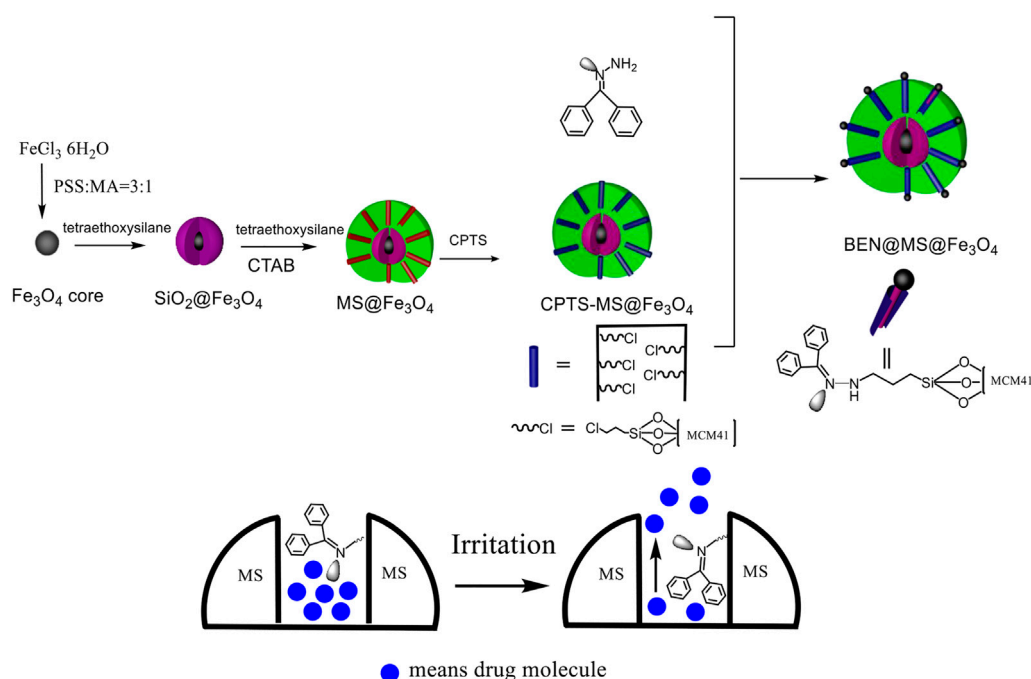 FeCl3 6H2O
PSS:MA=3:1
tetraethoxysilane
Fe3O4 core
SiO2@Fe3O4
tetraethoxysilane
CTAB
MS@Fe3O4
CPTS
N
NH2
CPTS-MS@Fe3O4
BEN@MS@Fe3O4
=
Cl
Cl
Cl
Cl
Cl
Cl = Cl Si O O O MCM41
N N H Si O O O MCM41
MS
N
MS
Irritation
MS
N
MS
means drug molecule